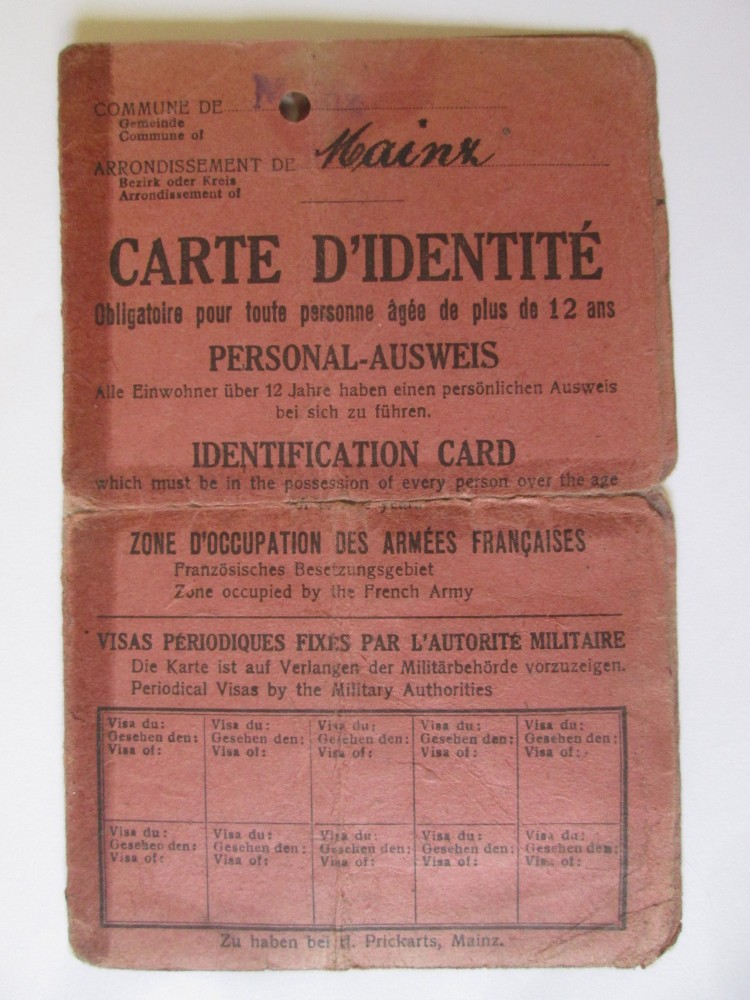 COMMUNE DE
Gemeinde
Commune of
ARRONDISSEMENT DE Mainz
Bezirk oder Kreis
Arrondissement of
CARTE D'IDENTITÉ
Obligatoire pour toute personne âgée de plus de 12 ans
PERSONAL-AUSWEIS
Alle Einwohner über 12 Jahre haben einen persönlichen Ausweis
bei sich zu führen.
IDENTIFICATION CARD
which must be in the possession of every person over the age
ZONE D'OCCUPATION DES ARMÉES FRANÇAISES
Französisches Besetzungsgebiet
Zone occupied by the French Army
VISAS PÉRIODIQUES FIXÉS PAR L'AUTORITÉ MILITAIRE
Die Karte ist auf Verlangen der Militärbehörde vorzuzeigen.
Periodical Visas by the Military Authorities
Visa du: Visa du: Visa du: Visa du: Visa du:
Gesehen den: Gesehen den: Gesehen den: Gesehen den: Gesehen den:
Visa of: Visa of: Visa of: Visa of: Visa of:
Visa du: Visa du: Visa du: Visa du: Visa du:
Gesehen den: Gesehen den: Gesehen den: Gesehen den: Gesehen den:
Visa of: Visa of: Visa of: Visa of: Visa of:
Zu haben bei H. Prickarts, Mainz.